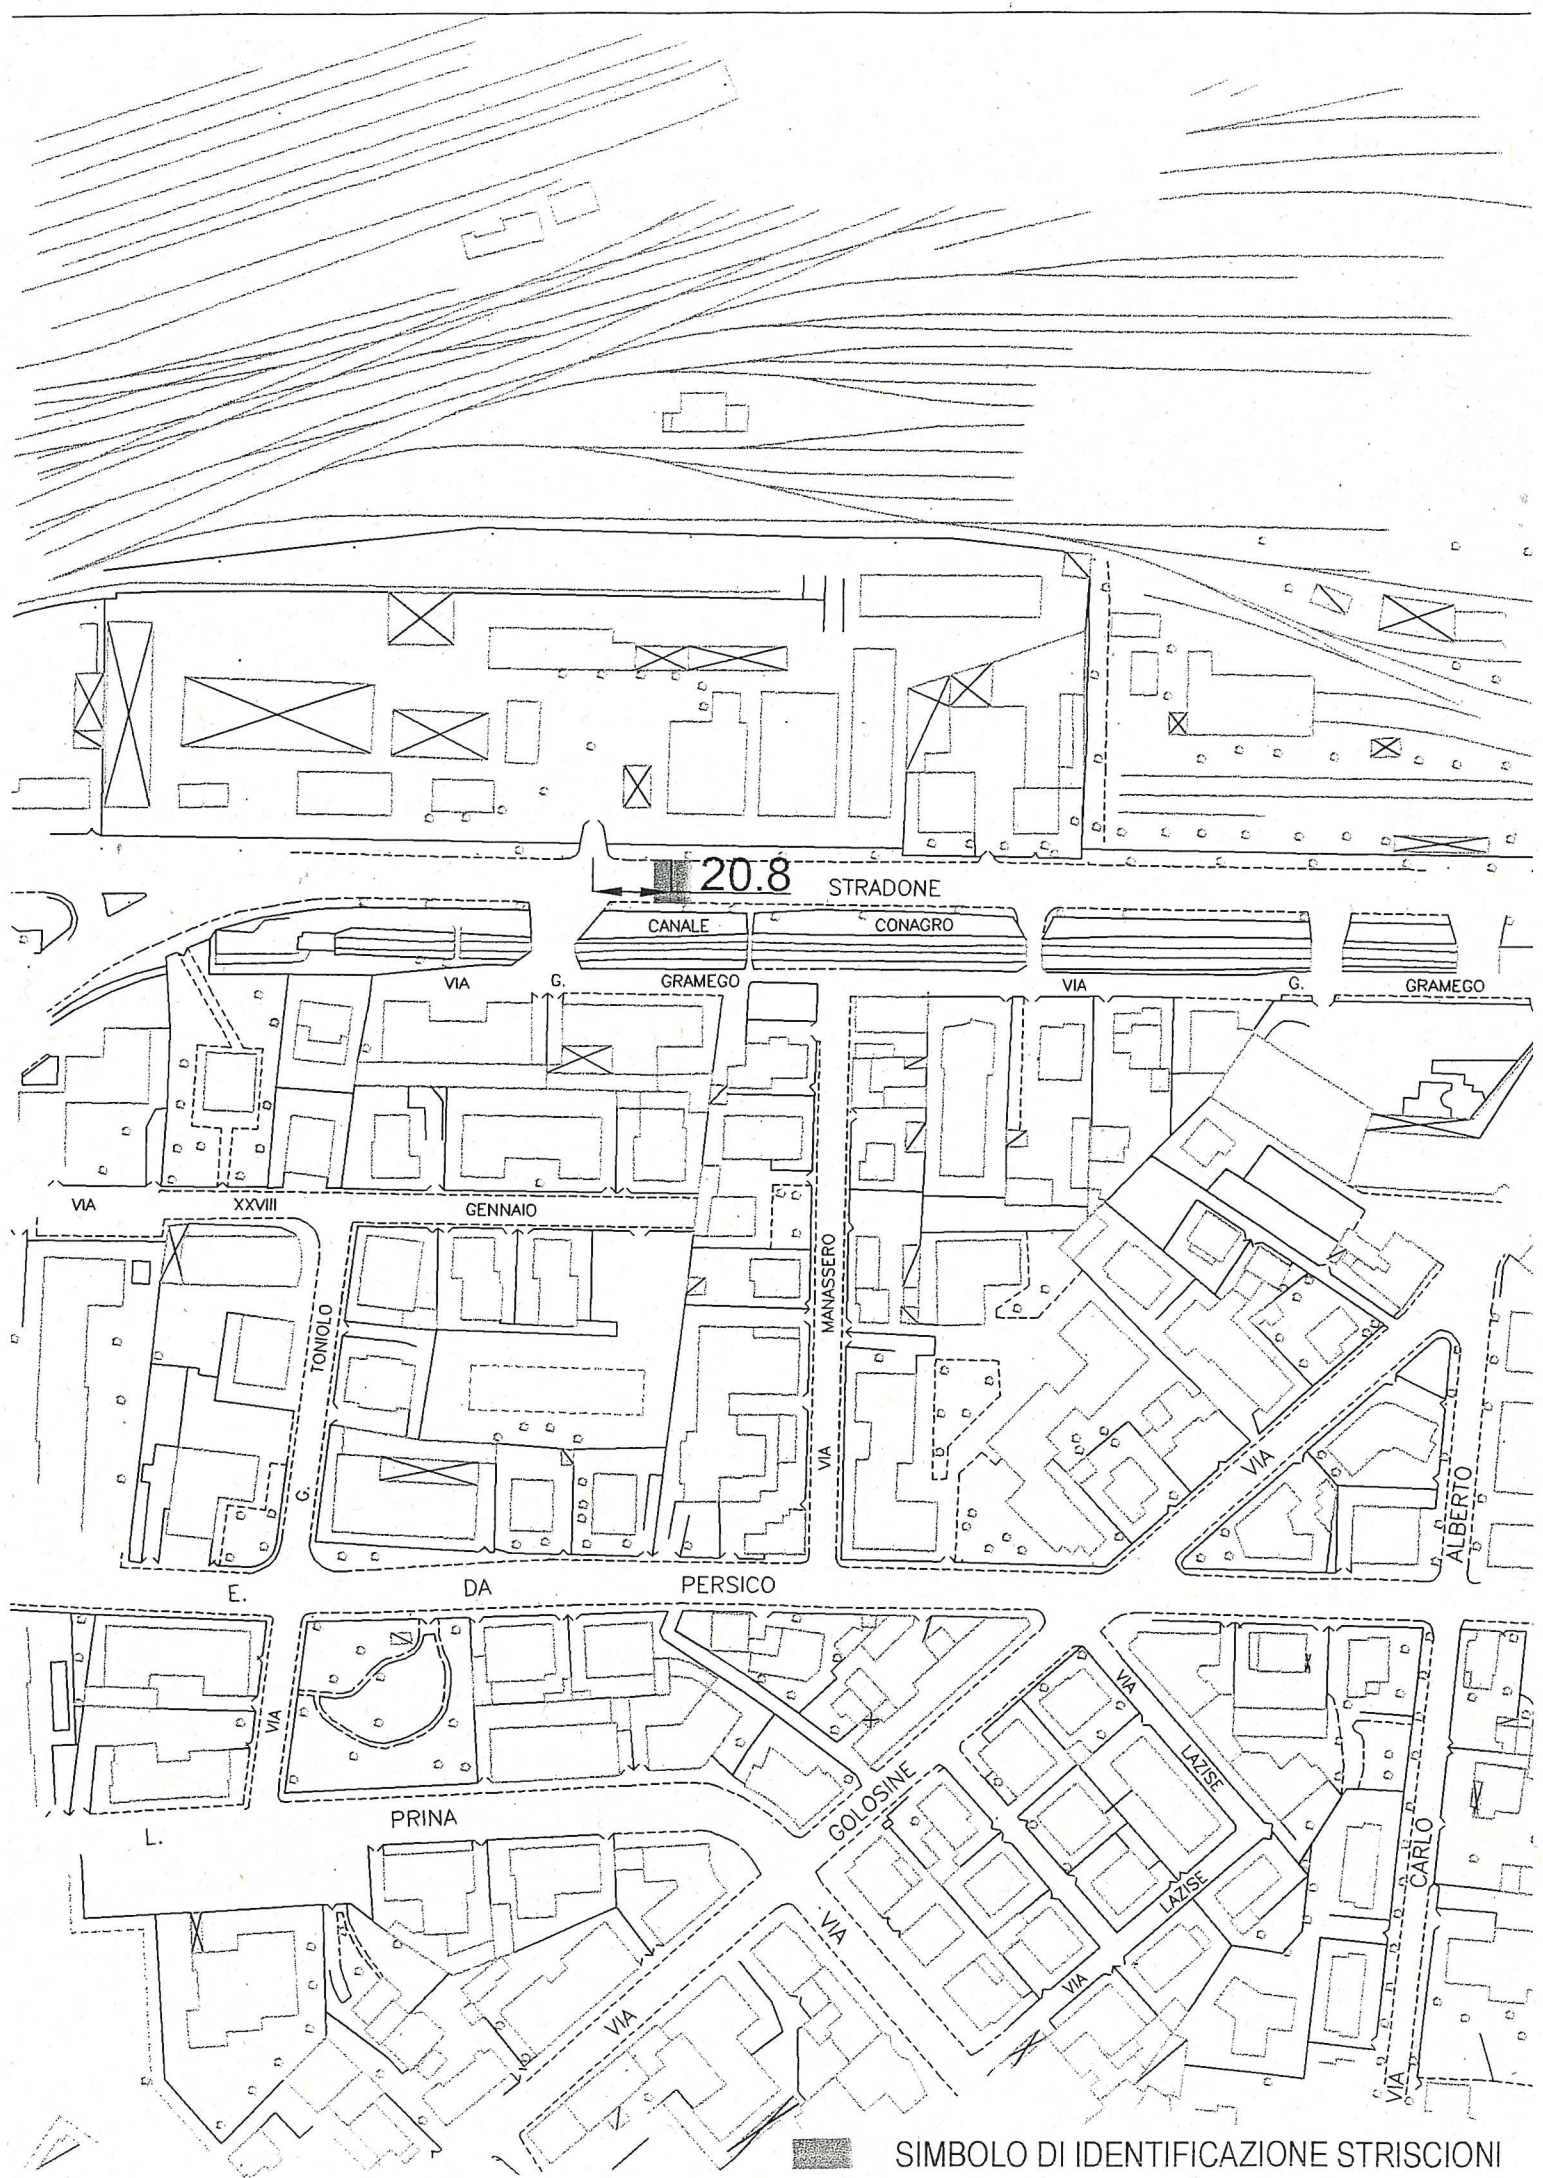 20.8
STRADONE
CANALE CONAGRO
VIA G. GRAMEGO VIA G. GRAMEGO
VIA XXVIII GENNAIO
MANASSERO
TONIOLO
VIA
VIA
G.
ALBERTO
E. DA PERSICO
VIA
VIA
LAZISE
GOLOSINE
PRINA
L.
CARLO
LAZISE
VIA
VIA
VIA
VIA
SIMBOLO DI IDENTIFICAZIONE STRISCIONI